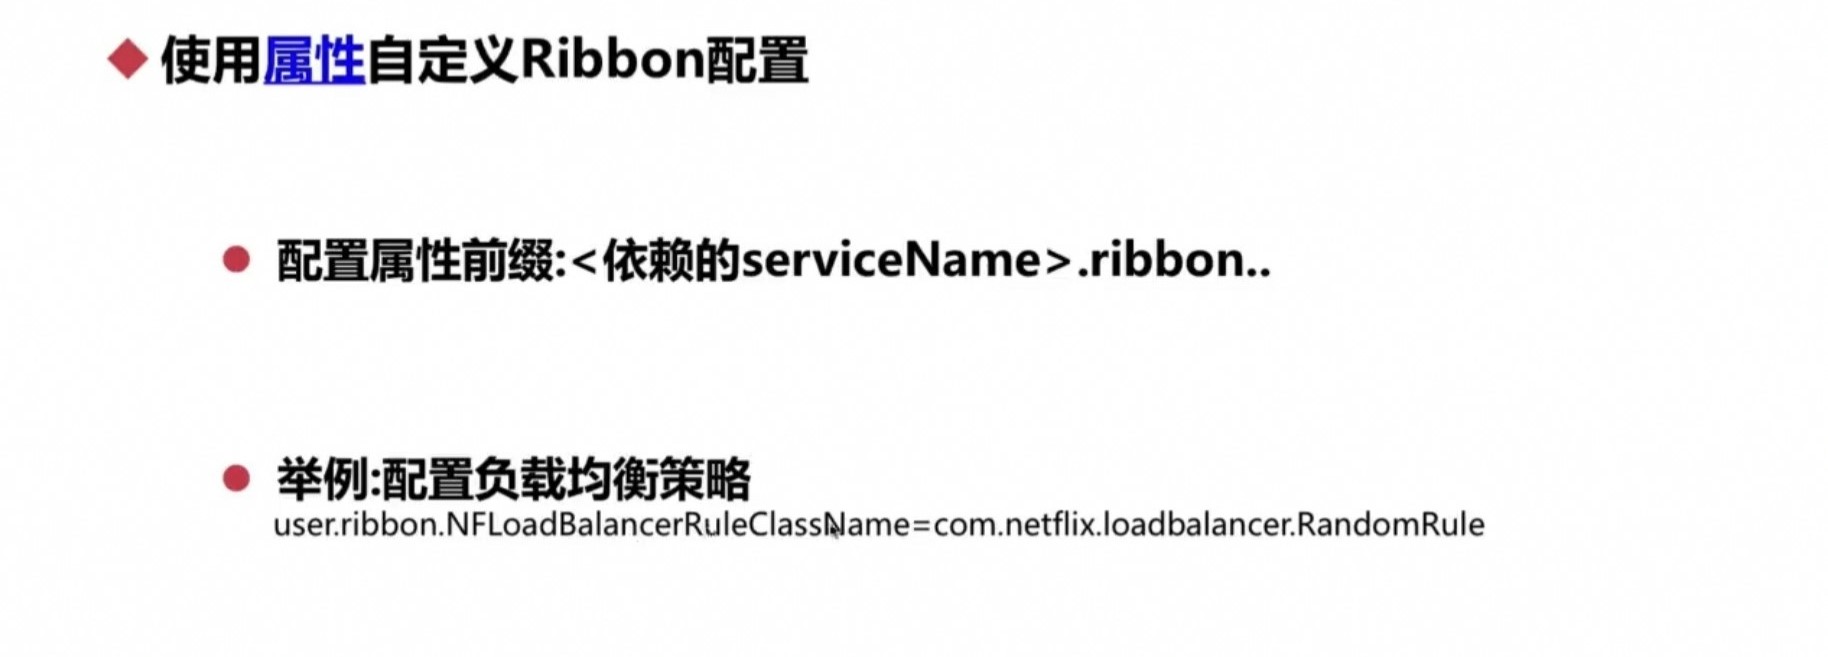 使用属性自定义Ribbon配置
配置属性前缀:<依赖的serviceName>.ribbon..
举例:配置负载均衡策略
user.ribbon.NFLoadBalancerRuleClassName=com.netflix.loadbalancer.RandomRule